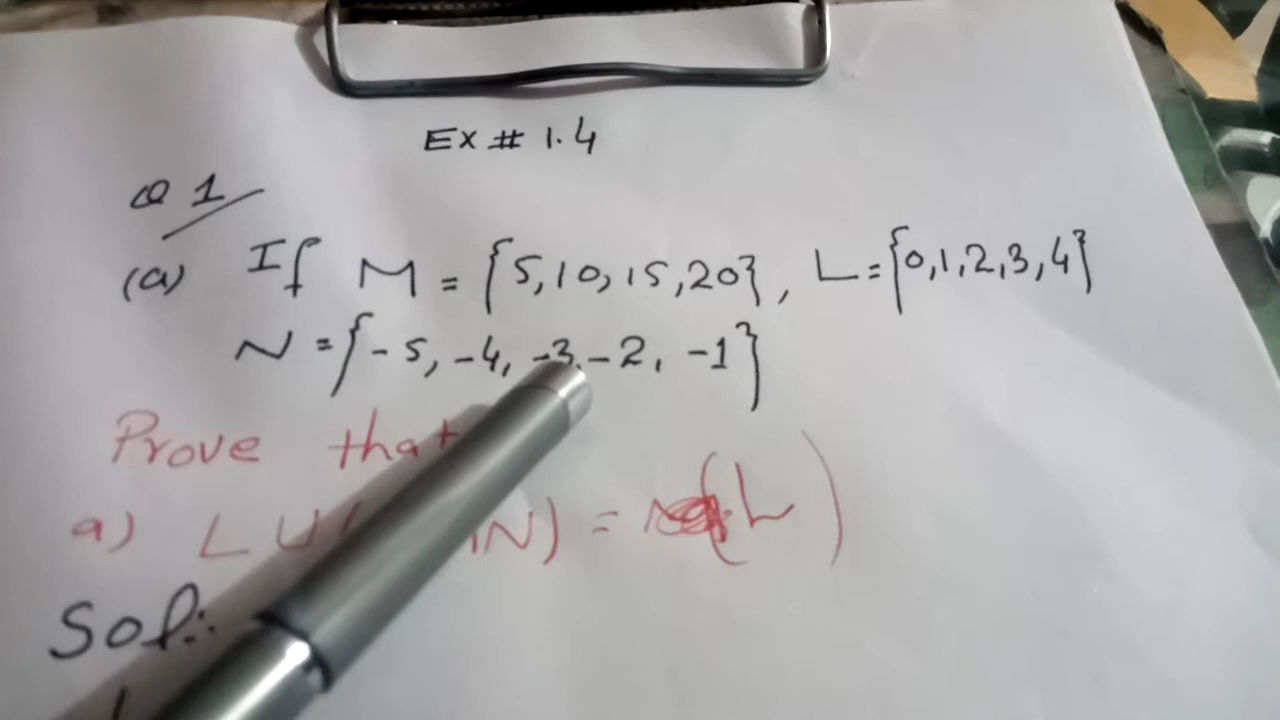 Ex # 1.4
Q 1
(a) If M = {5, 10, 15, 20}, L = {0, 1, 2, 3, 4}
N = {-5, -4, -3, -2, -1}
Prove that
a) L U ( N) = (L)
Sol: